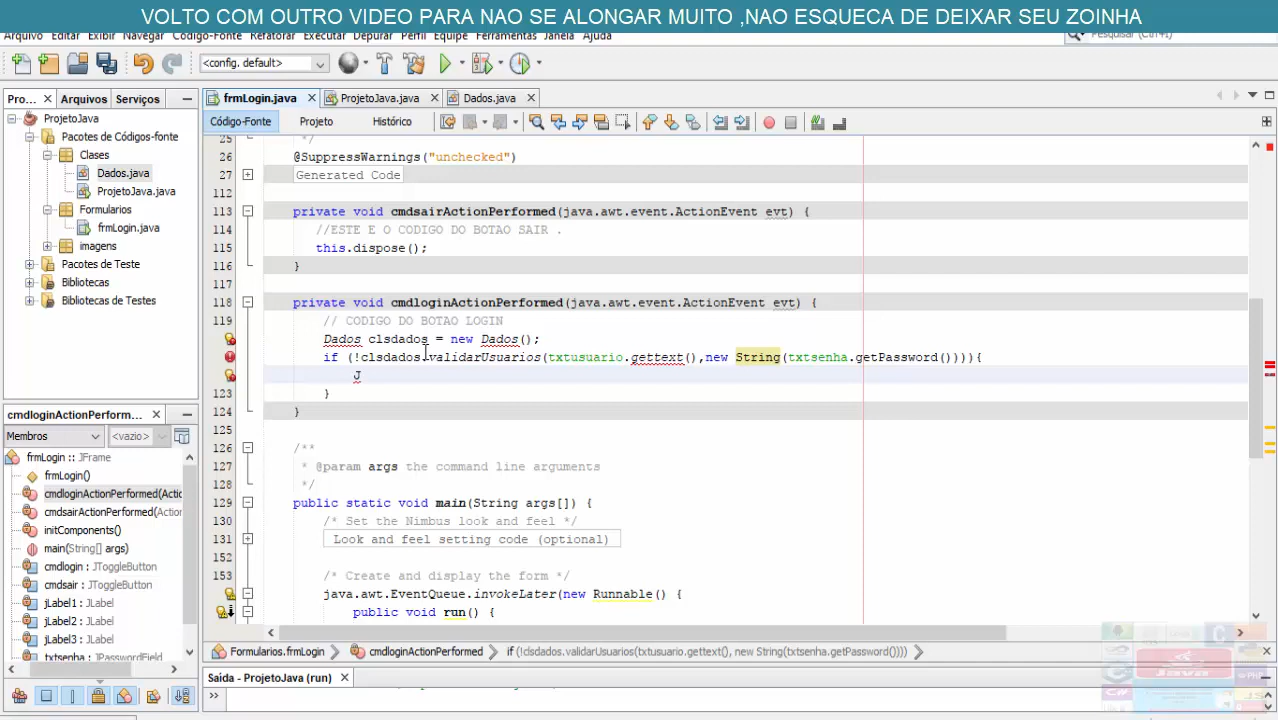 VOLTO COM OUTRO VIDEO PARA NAO SE ALONGAR MUITO ,NAO ESQUECA DE DEIXAR SEU ZOINHA
Arquivo Editar Exibir Navegar Código-Fonte Refatorar Executar Depurar Perfil Equipe Ferramentas Janela Ajuda
Pesquisar (Ctrl+I)
<config. default>
Pro... Arquivos Serviços
frmLogin.java ProjetoJava.java Dados.java
Código-Fonte Projeto Histórico
ProjetoJava
Pacotes de Códigos-fonte
Clases
Dados.java
ProjetoJava.java
Formularios
frmLogin.java
imagens
Pacotes de Teste
Bibliotecas
Bibliotecas de Testes
cmdloginActionPerform...
Membros <vazio>
frmLogin :: JFrame
frmLogin()
cmdloginActionPerformed(Actio
cmdsairActionPerformed(Action
initComponents()
main(String[] args)
cmdlogin :: JToggleButton
cmdsair :: JToggleButton
jLabel1 :: JLabel
jLabel2 :: JLabel
jLabel3 :: JLabel
txtsenha :: JPasswordField
25 */
26 @SuppressWarnings("unchecked")
27 Generated Code
112
113 private void cmdsairActionPerformed(java.awt.event.ActionEvent evt) {
114 //ESTE E O CODIGO DO BOTAO SAIR .
115 this.dispose();
116 }
117
118 private void cmdloginActionPerformed(java.awt.event.ActionEvent evt) {
119 // CODIGO DO BOTAO LOGIN
Dados clsdados = new Dados();
if (!clsdados.validarUsuarios(txtusuario.gettext(),new String(txtsenha.getPassword()))){
J
123 }
124 }
125
126 /**
127 * @param args the command line arguments
128 */
129 public static void main(String args[]) {
130 /* Set the Nimbus look and feel */
131 Look and feel setting code (optional)
152
153 /* Create and display the form */
java.awt.EventQueue.invokeLater(new Runnable() {
public void run() {
Formularios.frmLogin cmdloginActionPerformed if (!clsdados.validarUsuarios(txtusuario.gettext(), new String(txtsenha.getPassword())))
Saída - ProjetoJava (run)